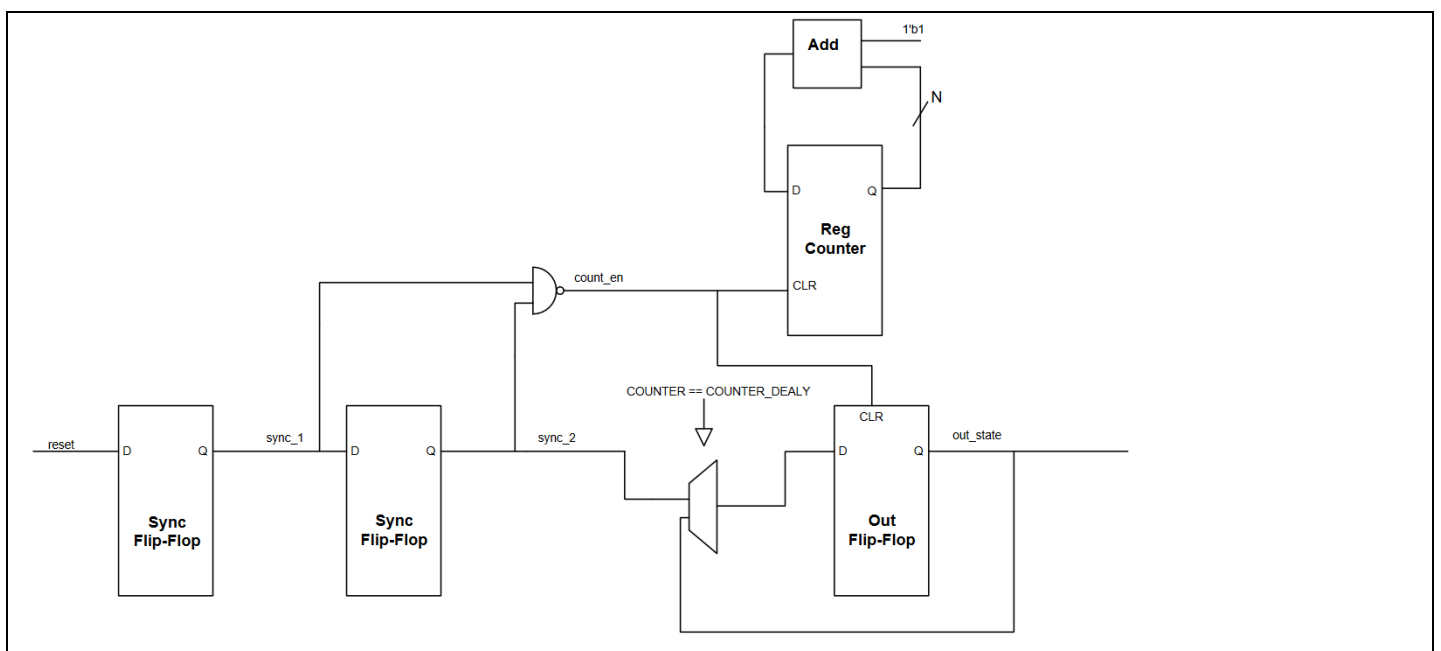 1'b1
Add
N
D
Q
Reg
Counter
count_en
CLR
COUNTER == COUNTER_DEALY
CLR
reset
D
Q
sync_1
D
Q
sync_2
D
Q
out_state
Sync
Flip-Flop
Sync
Flip-Flop
Out
Flip-Flop